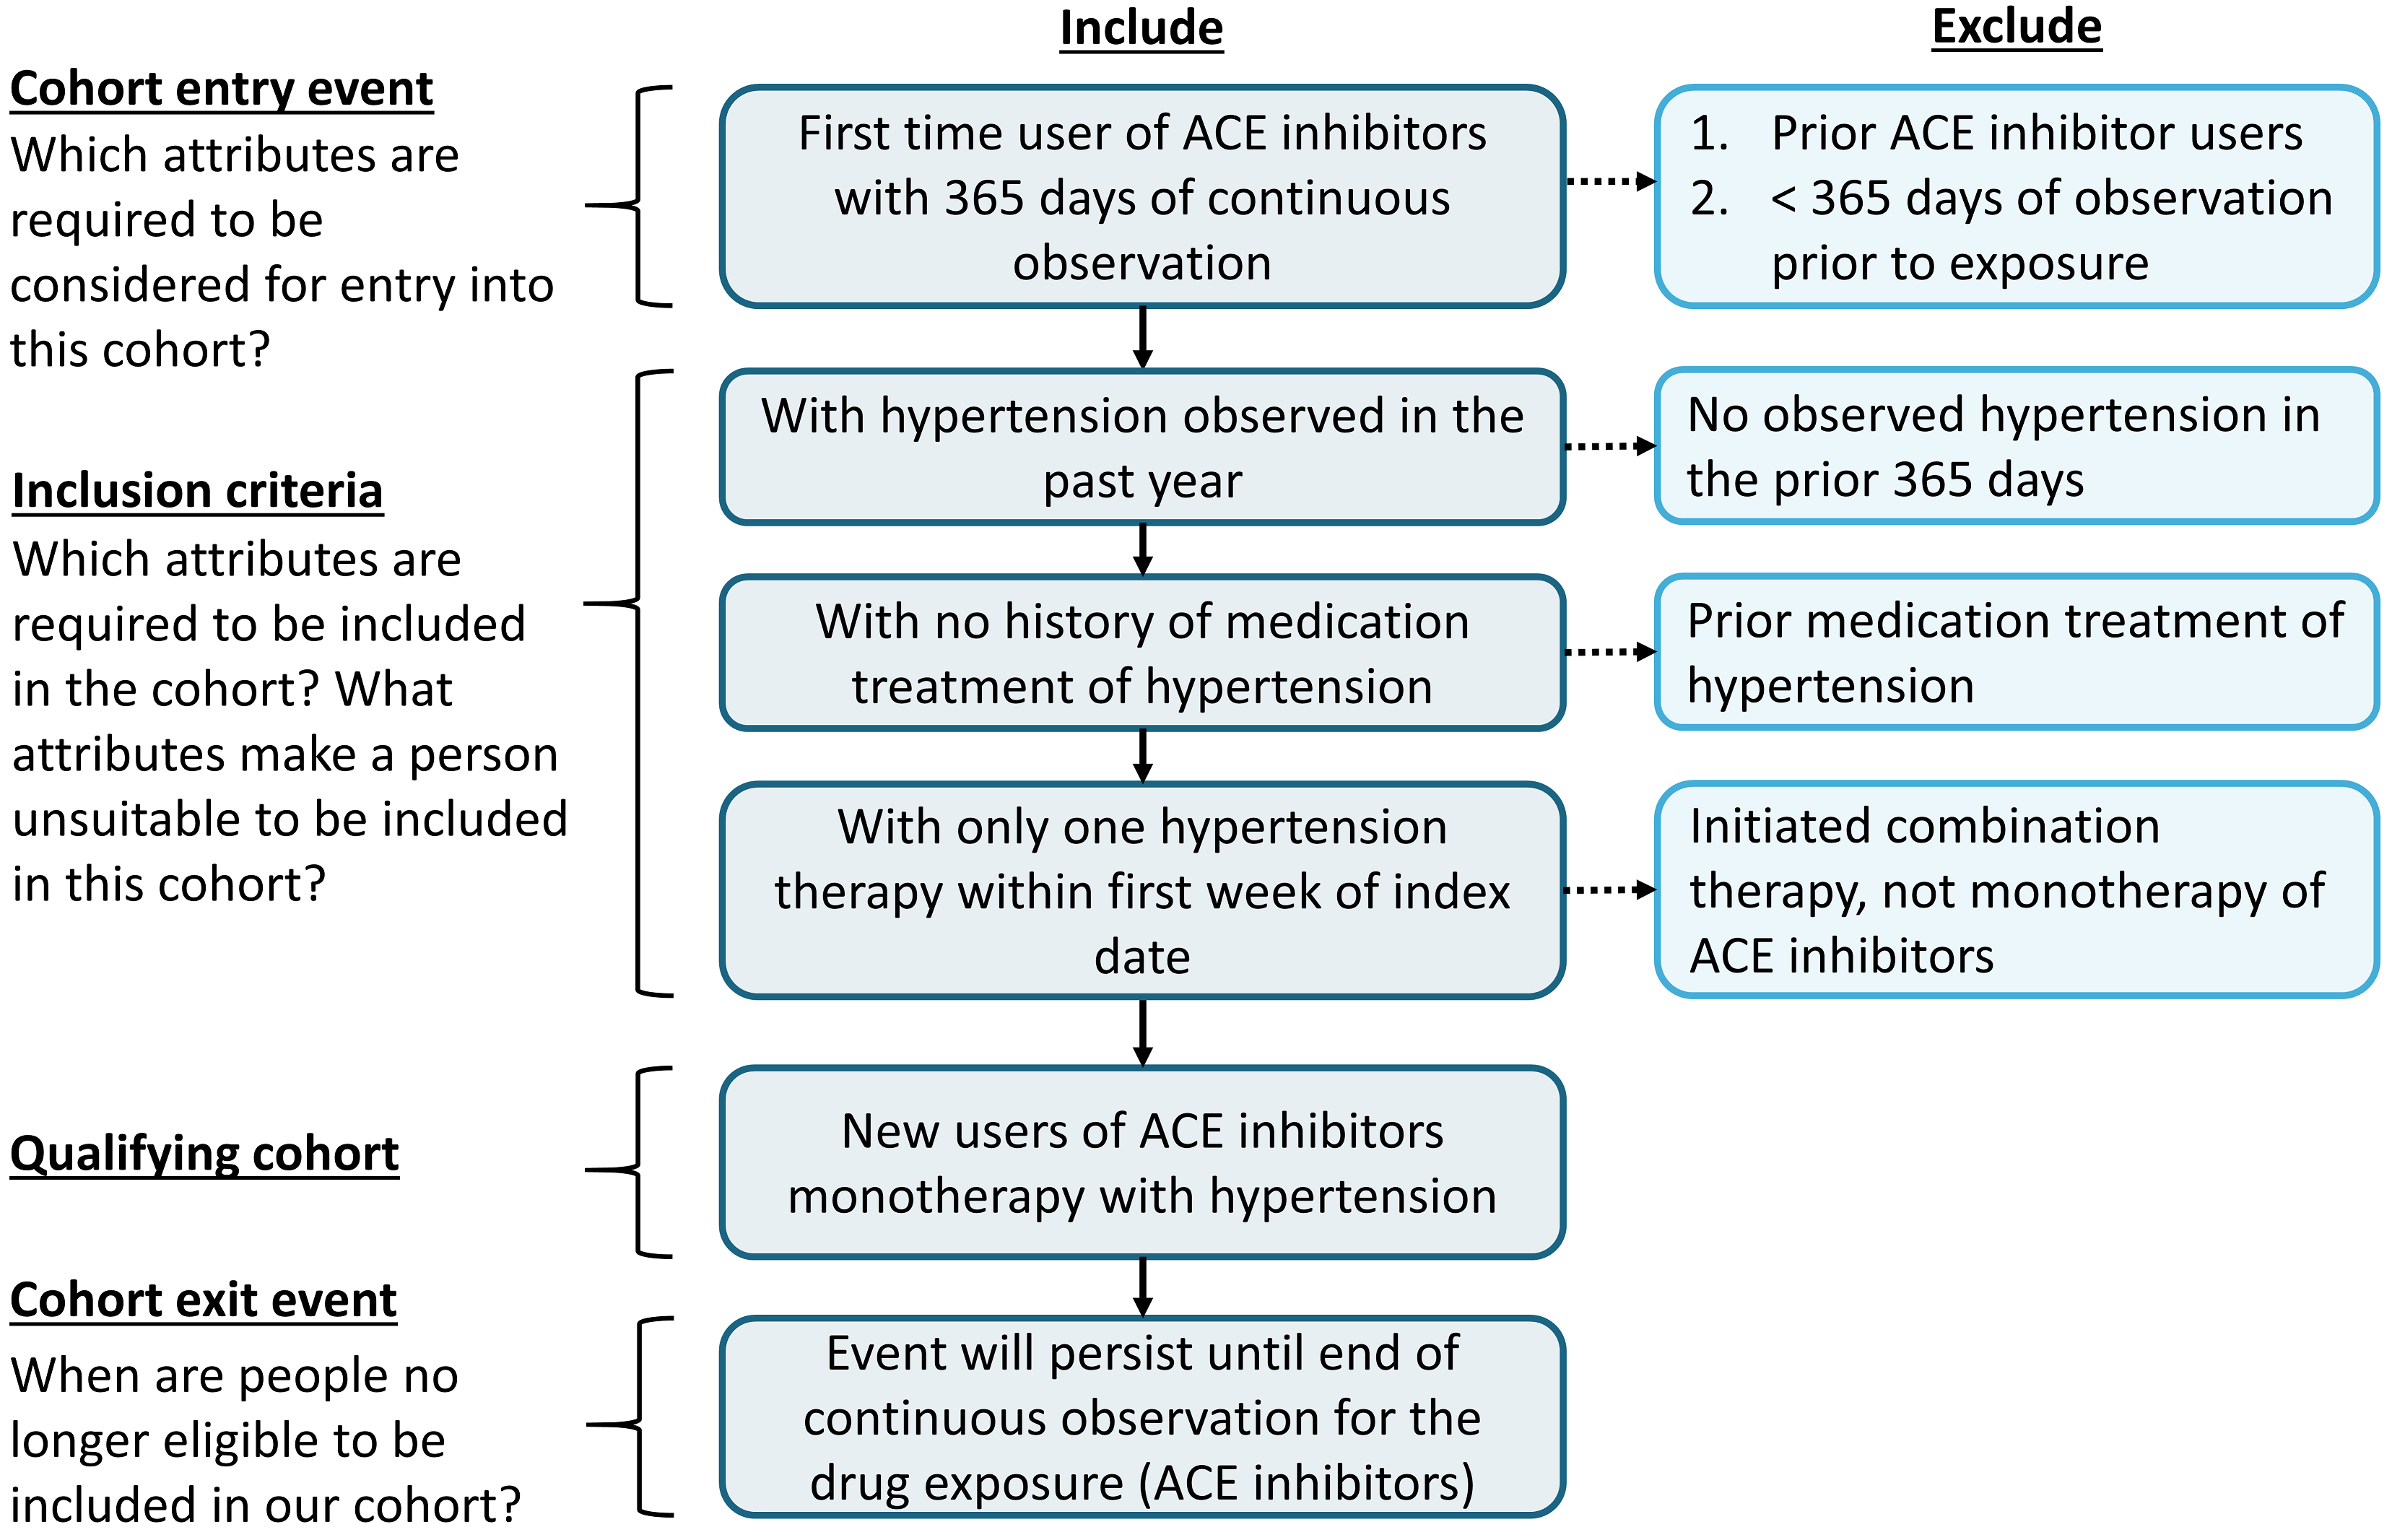 Include
Exclude
Cohort entry event
Which attributes are
required to be
considered for entry into
this cohort?
First time user of ACE inhibitors
with 365 days of continuous
observation
1. Prior ACE inhibitor users
2. < 365 days of observation
prior to exposure
Inclusion criteria
Which attributes are
required to be included
in the cohort? What
attributes make a person
unsuitable to be included
in this cohort?
With hypertension observed in the
past year
No observed hypertension in
the prior 365 days
With no history of medication
treatment of hypertension
Prior medication treatment of
hypertension
With only one hypertension
therapy within first week of index
date
Initiated combination
therapy, not monotherapy of
ACE inhibitors
Qualifying cohort
New users of ACE inhibitors
monotherapy with hypertension
Cohort exit event
When are people no
longer eligible to be
included in our cohort?
Event will persist until end of
continuous observation for the
drug exposure (ACE inhibitors)